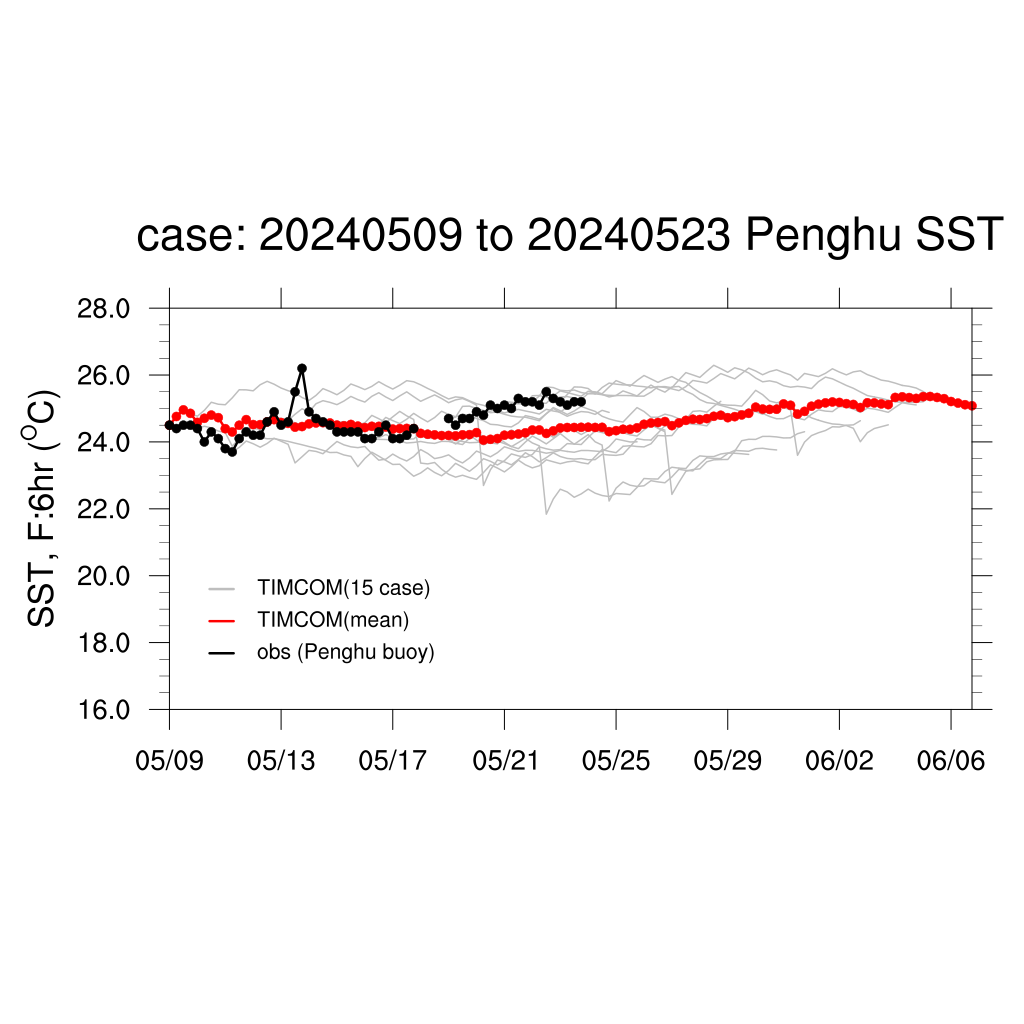 case: 20240509 to 20240523 Penghu SST
SST, F:6hr (°C)
28.0
26.0
24.0
22.0
20.0
18.0
16.0
TIMCOM(15 case)
TIMCOM(mean)
obs (Penghu buoy)
05/09 05/13 05/17 05/21 05/25 05/29 06/02 06/06